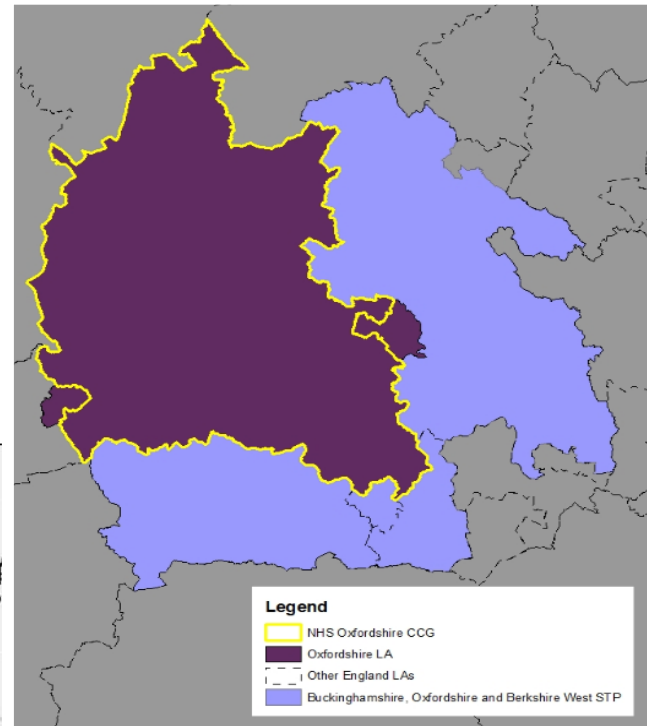 Legend
NHS Oxfordshire CCG
Oxfordshire LA
Other England LAs
Buckinghamshire, Oxfordshire and Berkshire West STP